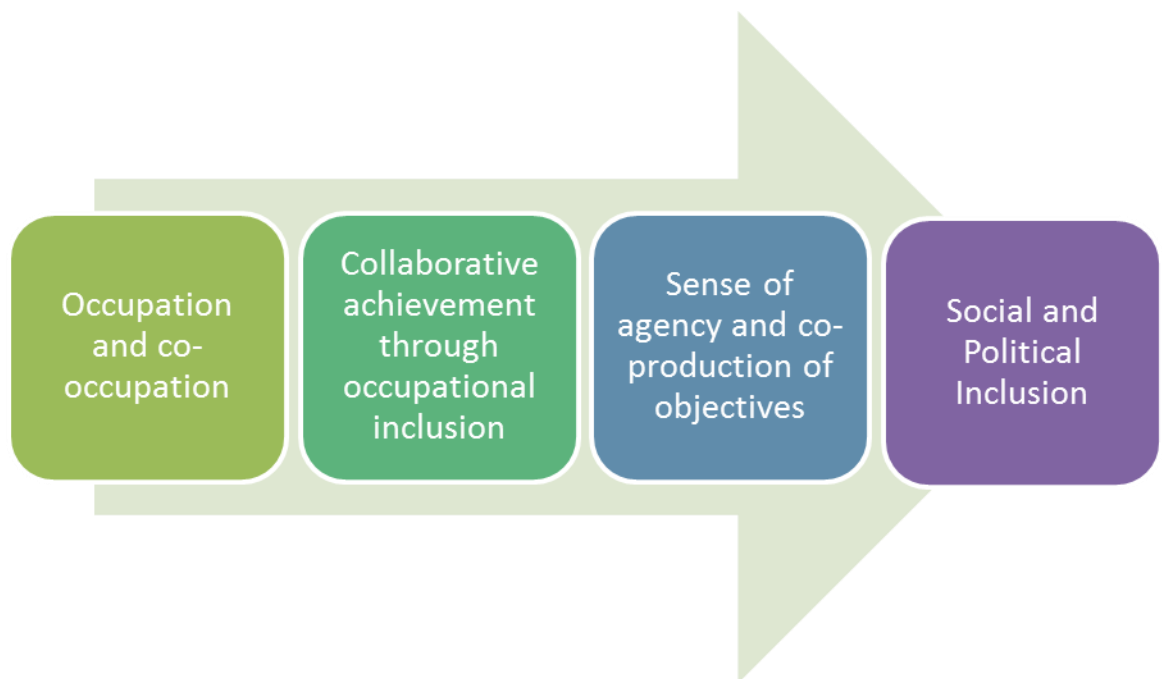 Occupation
and co-
occupation
Collaborative
achievement
through
occupational
inclusion
Sense of
agency and co-
production of
objectives
Social and
Political
Inclusion